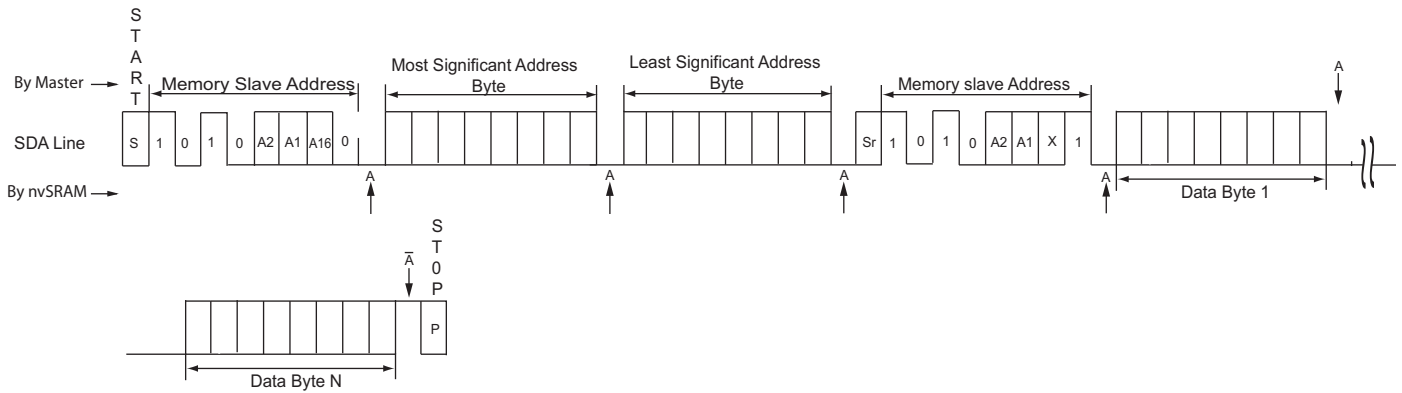 START
By Master
Memory Slave Address
Most Significant Address
Byte
Least Significant Address
Byte
Memory slave Address
A
SDA Line
S 1 0 1 0 A2 A1 A16 0
Sr 1 0 1 0 A2 A1 X 1
By nvSRAM
A
A
A
A
Data Byte 1
ST0P
A̅
P
Data Byte N